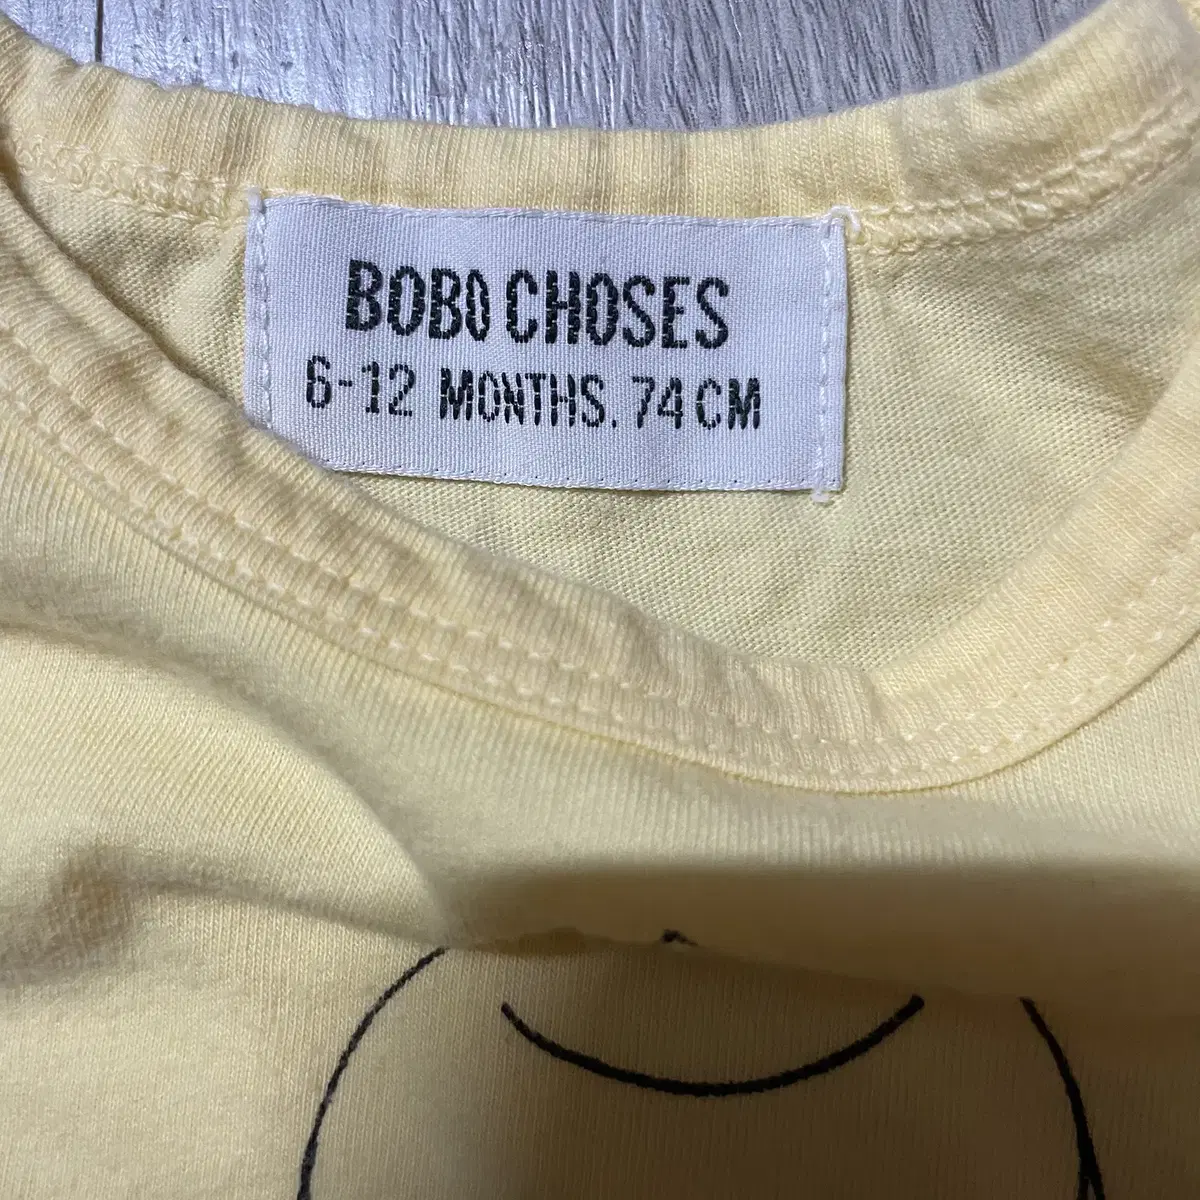 BOBO CHOSES
6-12 MONTHS. 74 CM